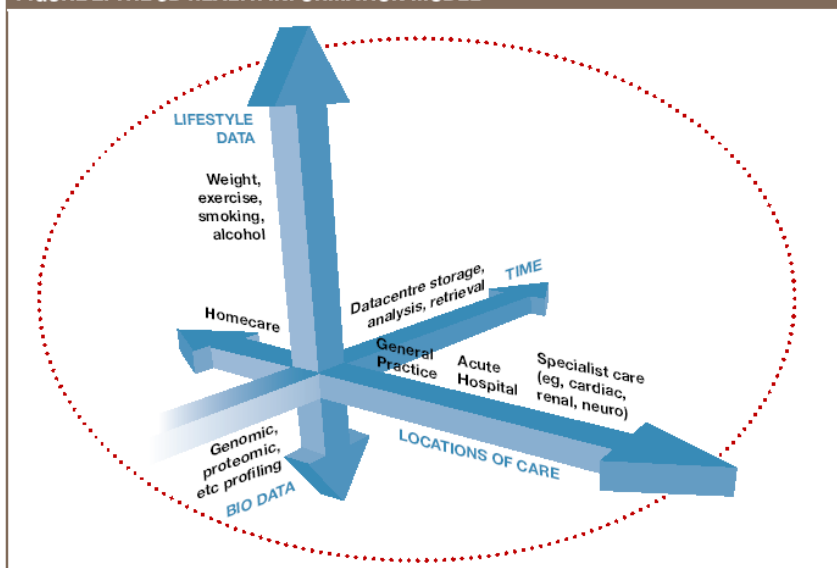 LIFESTYLE
DATA
Weight,
exercise,
smoking,
alcohol
TIME
Datacentre storage,
analysis, retrieval
Homecare
General
Practice
Acute
Hospital
Specialist care
(eg, cardiac,
renal, neuro)
LOCATIONS OF CARE
Genomic,
proteomic,
etc profiling
BIO DATA